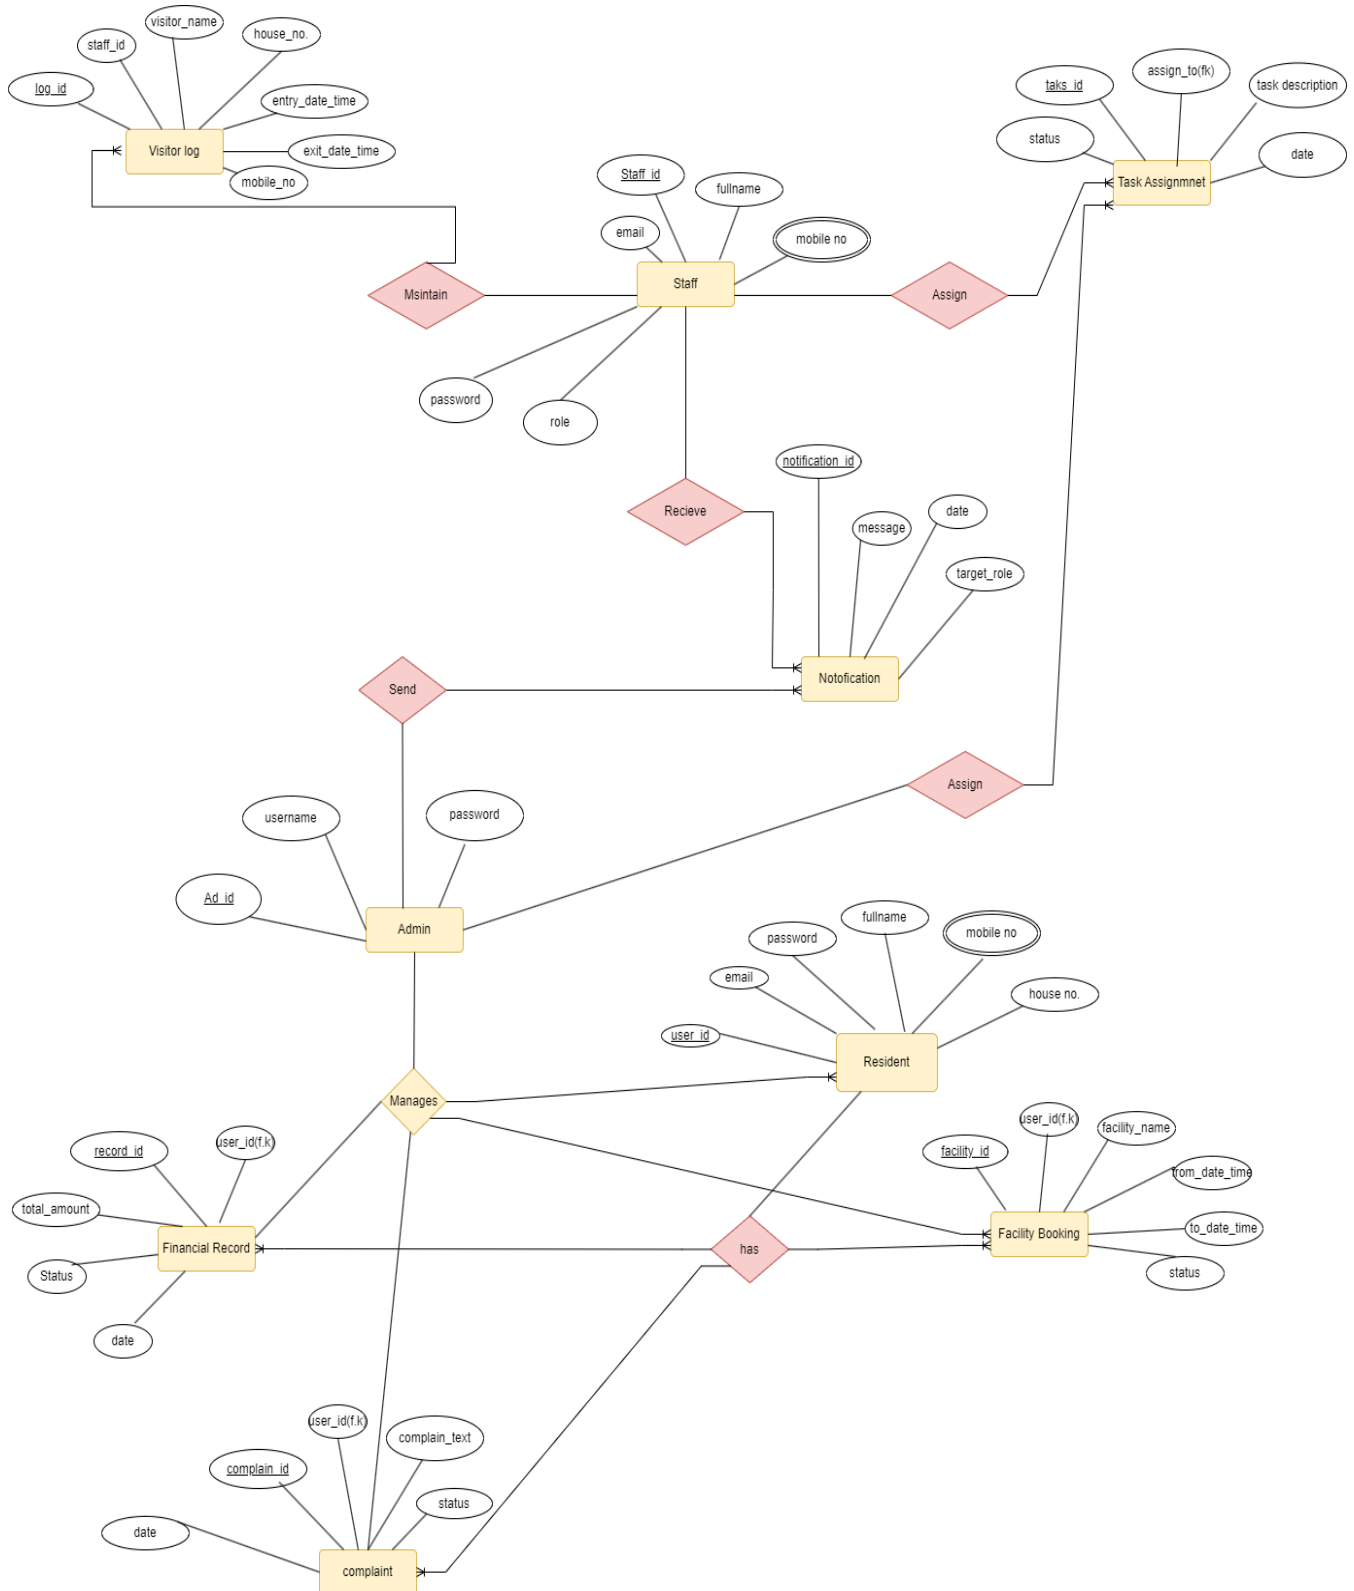 visitor_name
house_no.
staff_id
log_id
entry_date_time
exit_date_time
mobile_no
Visitor log
assign_to(fk)
taks_id
task description
status
date
Task Assignmnet
Staff_id
fullname
email
mobile no
Staff
Msintain
Assign
password
role
notification_id
Recieve
message
date
target_role
Notofication
Send
Assign
username
password
Ad_id
Admin
fullname
password
mobile no
email
house no.
user_id
Resident
Manages
user_id(f.k)
record_id
total_amount
Financial Record
Status
date
user_id(f.k)
facility_name
facility_id
from_date_time
to_date_time
Facility Booking
status
has
user_id(f.k)
complain_text
complain_id
status
date
complaint